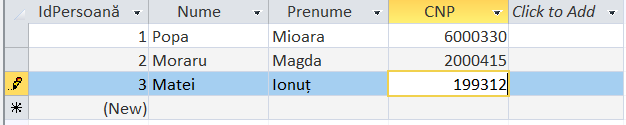 IdPersoană Nume Prenume CNP Click to Add
1 Popa Mioara 6000330
2 Moraru Magda 2000415
3 Matei Ionuț 199312
(New)